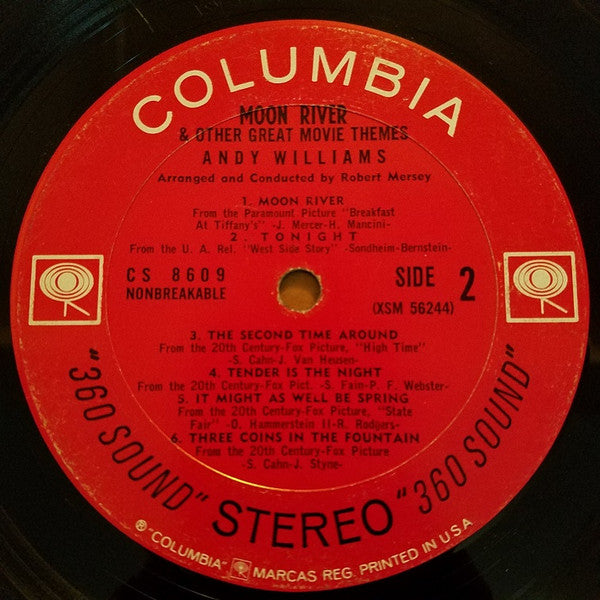 COLUMBIA
MOON RIVER
& OTHER GREAT MOVIE THEMES
ANDY WILLIAMS
Arranged and Conducted by Robert Mersey
1. MOON RIVER
From the Paramount Picture "Breakfast
At Tiffany's" -J. Mercer-H. Mancini-
2. TONIGHT
From the U. A. Rel. "West Side Story" -Sondheim-Bernstein-
CS 8609
NONBREAKABLE
SIDE 2
(XSM 56244)
3. THE SECOND TIME AROUND
From the 20th Century-Fox Picture, "High Time"
-S. Cahn-J. Van Heusen-
4. TENDER IS THE NIGHT
From the 20th Century-Fox Pict. -S. Fain-P. F. Webster-
5. IT MIGHT AS WELL BE SPRING
From the 20th Century-Fox Picture, "State
Fair" -O. Hammerstein II-R. Rodgers-
6. THREE COINS IN THE FOUNTAIN
From the 20th Century-Fox Picture
-S. Cahn-J. Styne-
"360 SOUND" STEREO "360 SOUND"
® "COLUMBIA" MARCAS REG. PRINTED IN U.S.A.